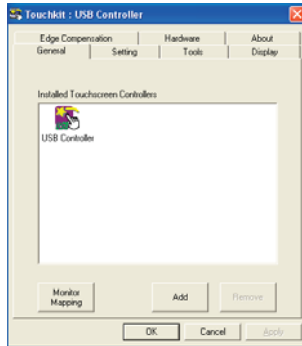 Touchkit : USB Controller
Edge Compensation Hardware About
General Setting Tools Display
Installed Touchscreen Controllers
USB Controller
Monitor
Mapping
Add Remove
OK Cancel Apply